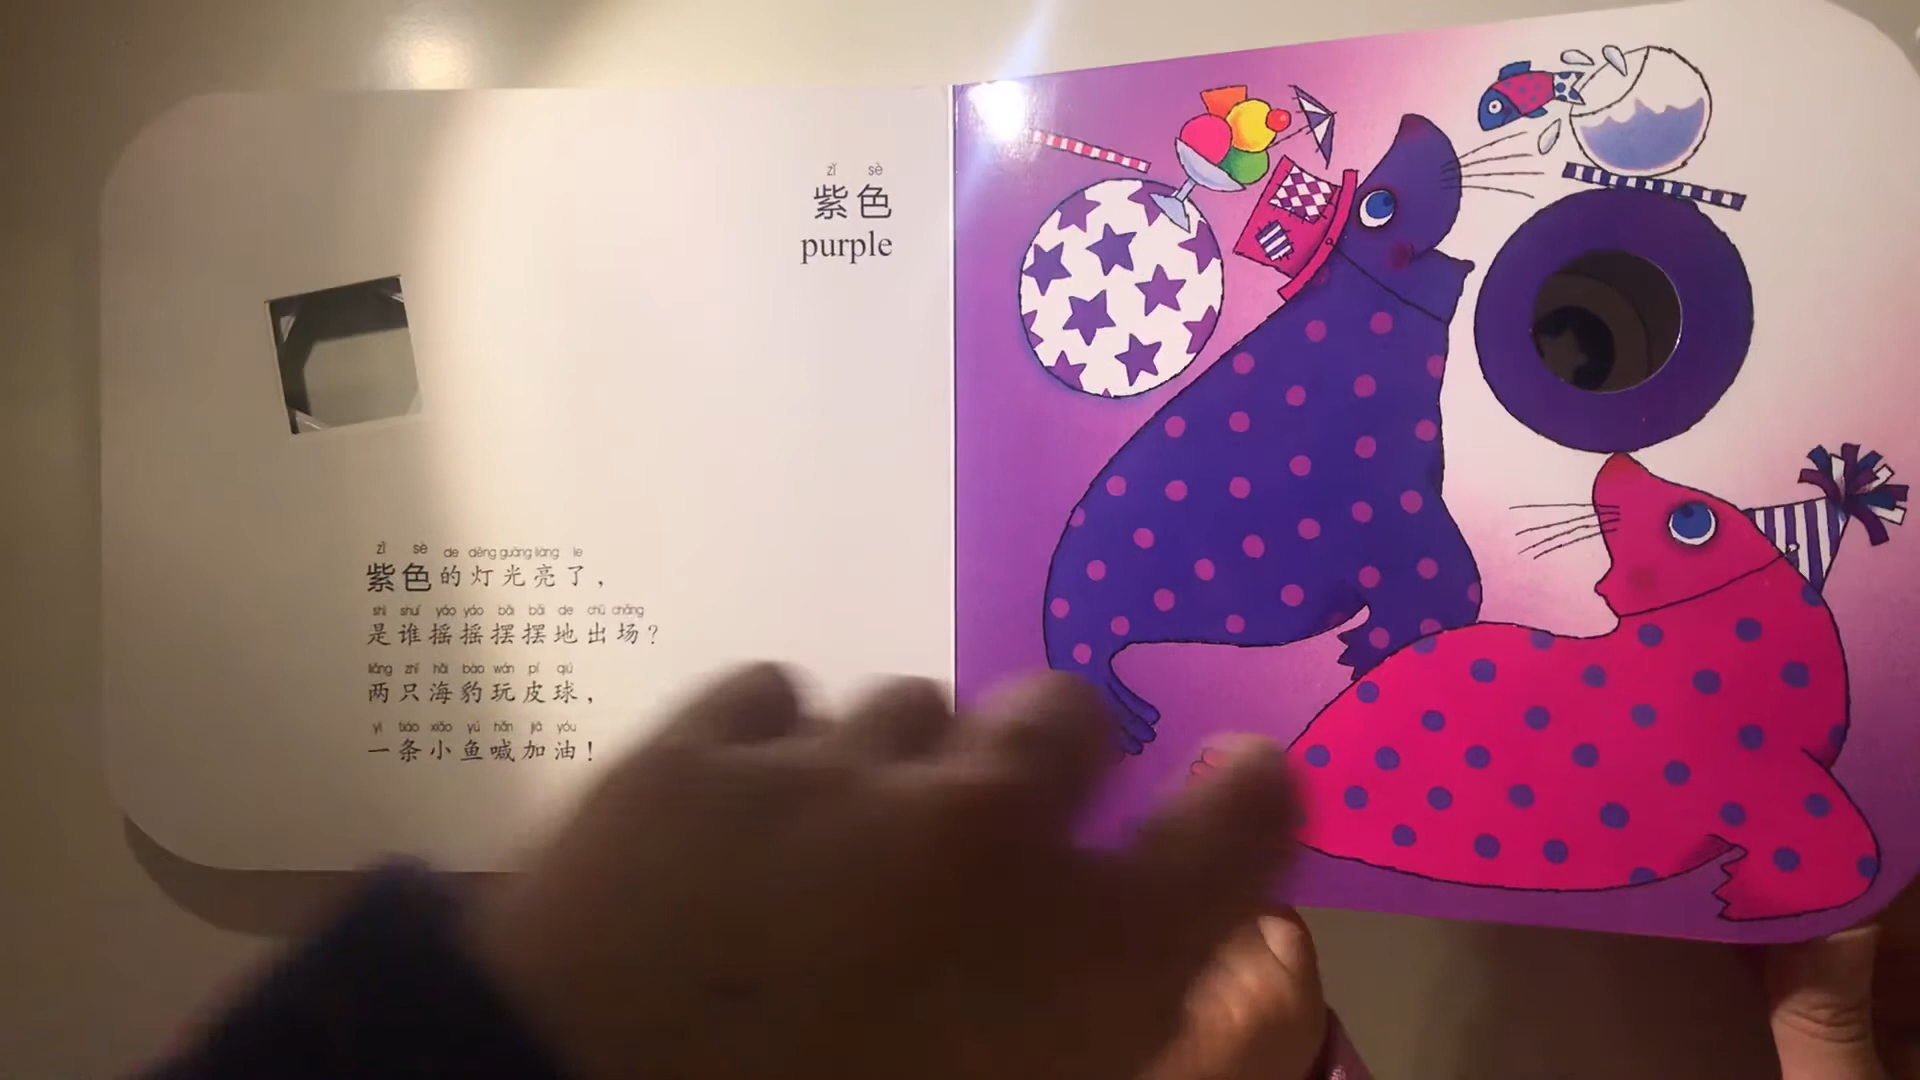 zǐ sè
紫色
purple
zǐ sè de dēng guāng liàng le
紫色的灯光亮了，
shì shuí yáo yáo bǎi bǎi de chū chǎng
是谁摇摇摆摆地出场？
liǎng zhī hǎi bào wán pí qiú
两只海豹玩皮球，
yì tiáo xiǎo yú hǎn jiā yóu
一条小鱼喊加油！